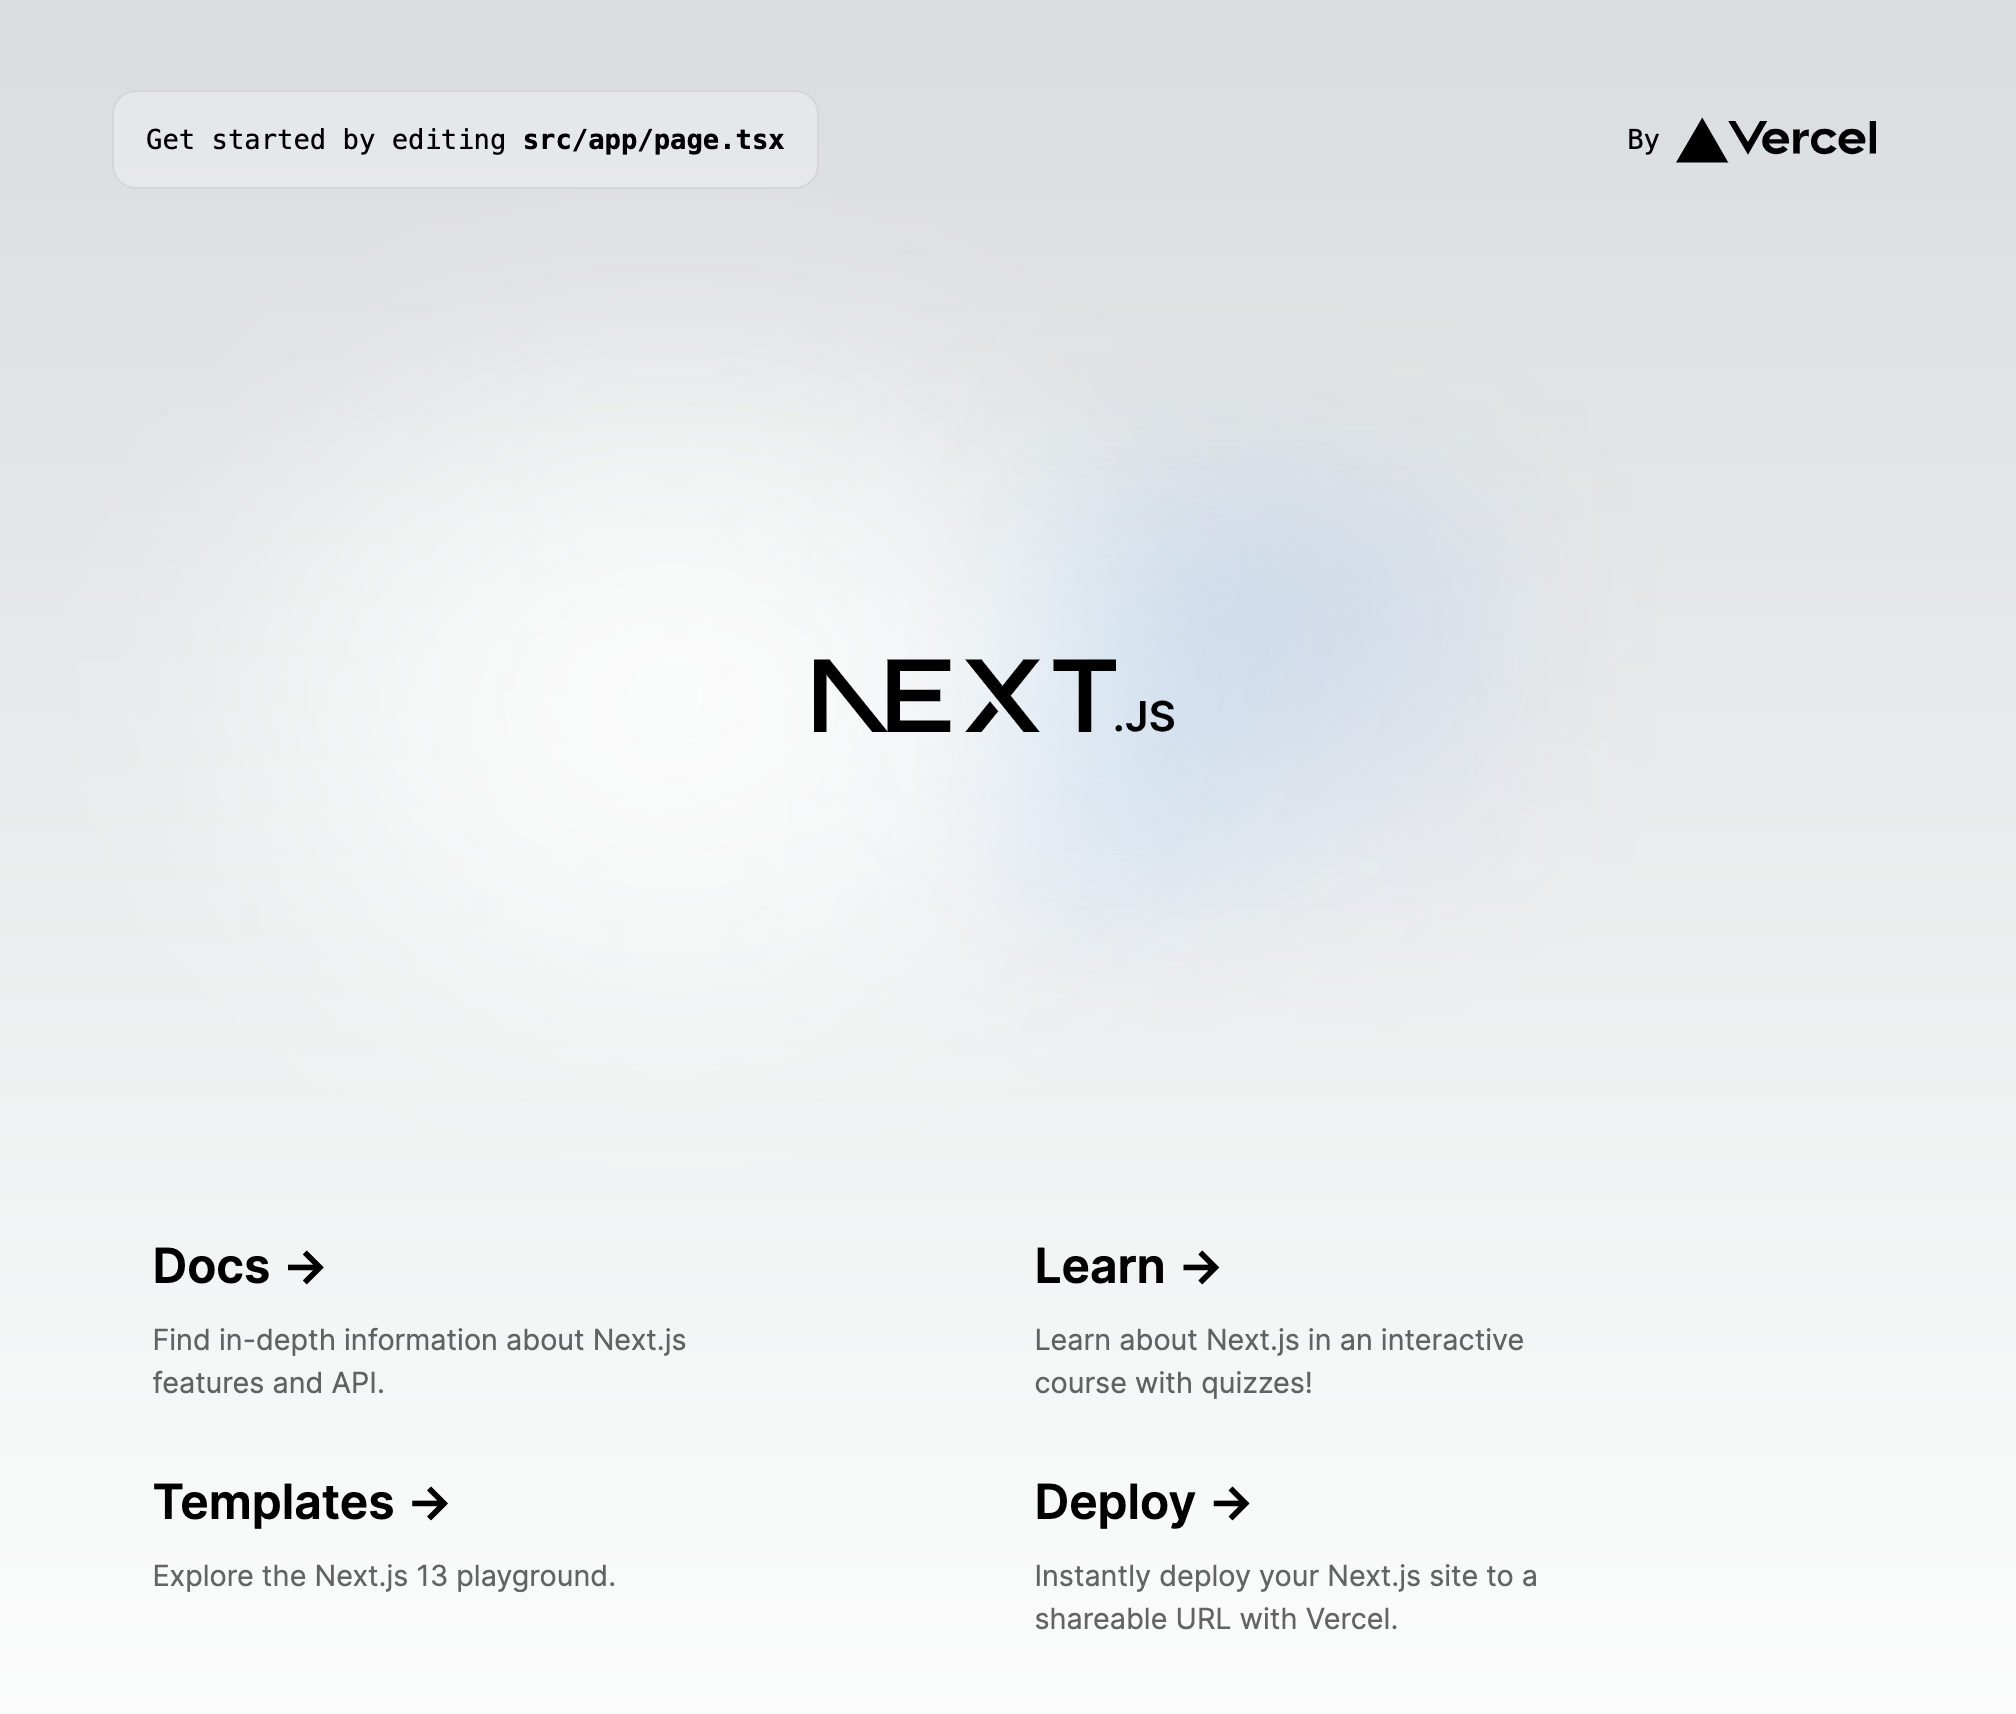 Get started by editing src/app/page.tsx
By Vercel
NEXT.JS
Docs →
Find in-depth information about Next.js
features and API.
Learn →
Learn about Next.js in an interactive
course with quizzes!
Templates →
Explore the Next.js 13 playground.
Deploy →
Instantly deploy your Next.js site to a
shareable URL with Vercel.